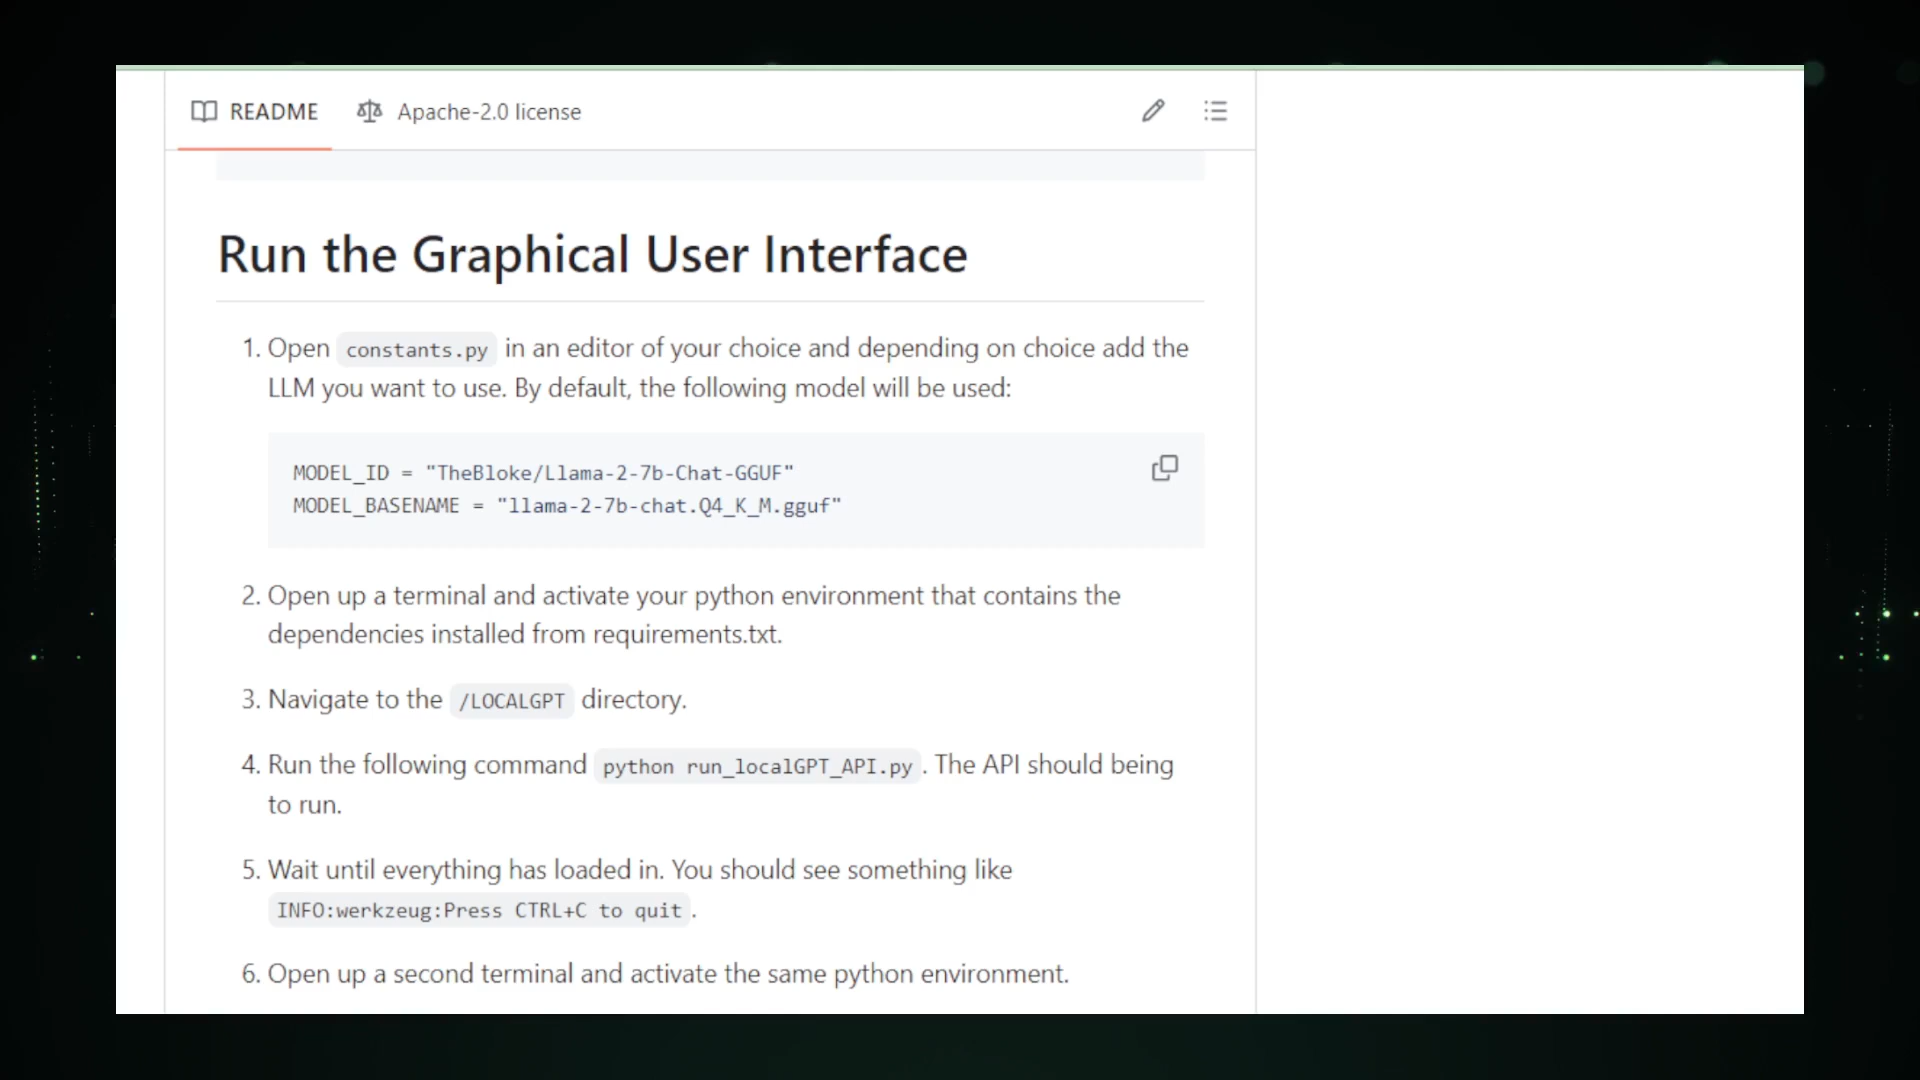 README
Apache-2.0 license
Run the Graphical User Interface
1. Open constants.py in an editor of your choice and depending on choice add the
LLM you want to use. By default, the following model will be used:
MODEL_ID = "TheBloke/Llama-2-7b-Chat-GGUF"
MODEL_BASENAME = "llama-2-7b-chat.Q4_K_M.gguf"
2. Open up a terminal and activate your python environment that contains the
dependencies installed from requirements.txt.
3. Navigate to the /LOCALGPT directory.
4. Run the following command python run_localGPT_API.py. The API should being
to run.
5. Wait until everything has loaded in. You should see something like
INFO:werkzeug:Press CTRL+C to quit.
6. Open up a second terminal and activate the same python environment.